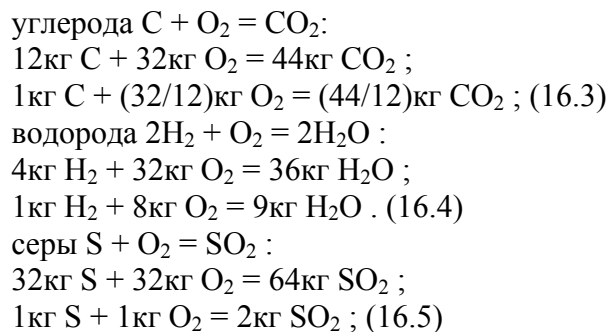 углерода C + O₂ = CO₂:
12кг C + 32кг O₂ = 44кг CO₂ ;
1кг C + (32/12)кг O₂ = (44/12)кг CO₂ ; (16.3)
водорода 2H₂ + O₂ = 2H₂O :
4кг H₂ + 32кг O₂ = 36кг H₂O ;
1кг H₂ + 8кг O₂ = 9кг H₂O . (16.4)
серы S + O₂ = SO₂ :
32кг S + 32кг O₂ = 64кг SO₂ ;
1кг S + 1кг O₂ = 2кг SO₂ ; (16.5)